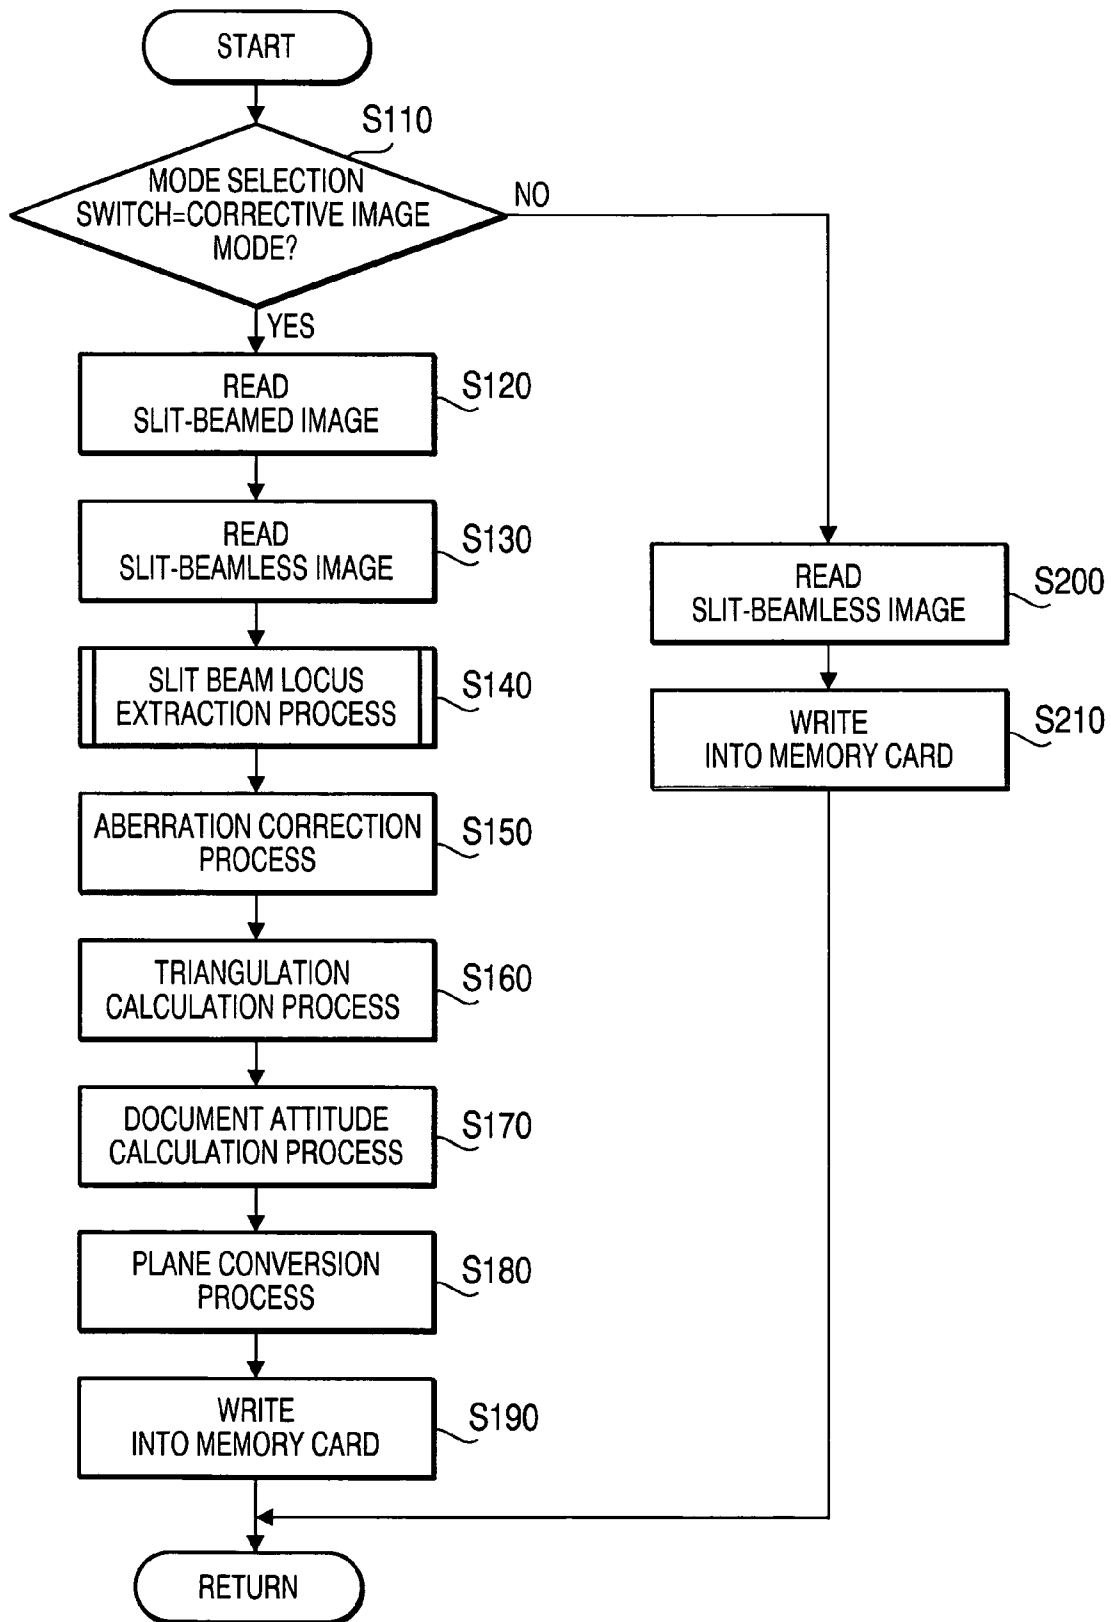 START
S110
MODE SELECTION
SWITCH=CORRECTIVE IMAGE
MODE?
NO
YES
READ
SLIT-BEAMED IMAGE
S120
READ
SLIT-BEAMLESS IMAGE
S130
SLIT BEAM LOCUS
EXTRACTION PROCESS
S140
ABERRATION CORRECTION
PROCESS
S150
TRIANGULATION
CALCULATION PROCESS
S160
DOCUMENT ATTITUDE
CALCULATION PROCESS
S170
PLANE CONVERSION
PROCESS
S180
WRITE
INTO MEMORY CARD
S190
READ
SLIT-BEAMLESS IMAGE
S200
WRITE
INTO MEMORY CARD
S210
RETURN